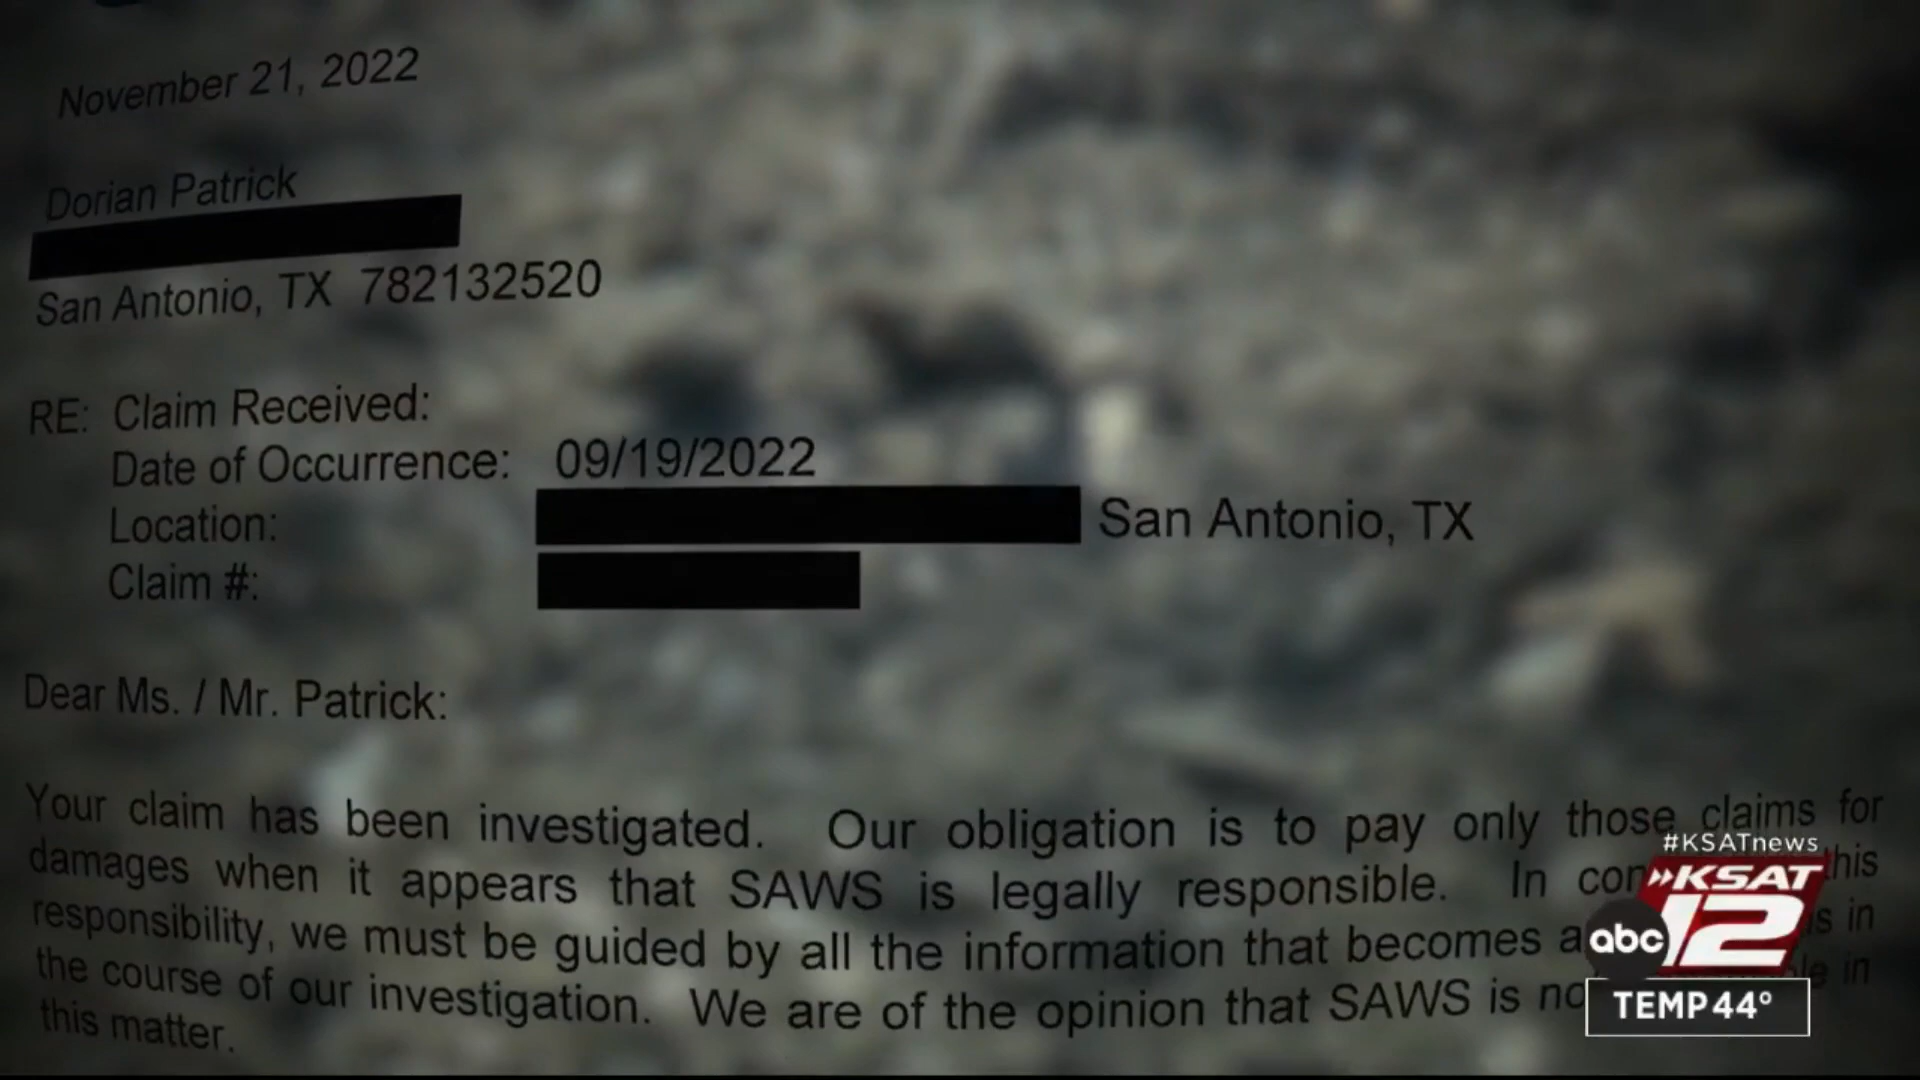 November 21, 2022
Dorian Patrick
San Antonio, TX 782132520
RE: Claim Received:
Date of Occurrence: 09/19/2022
Location: San Antonio, TX
Claim #:
Dear Ms. / Mr. Patrick:
Your claim has been investigated. Our obligation is to pay only those claims for
damages when it appears that SAWS is legally responsible. In this
responsibility, we must be guided by all the information that becomes in
the course of our investigation. We are of the opinion that SAWS is in
this matter.
#KSATnews
KSAT
abc 12
TEMP 44°